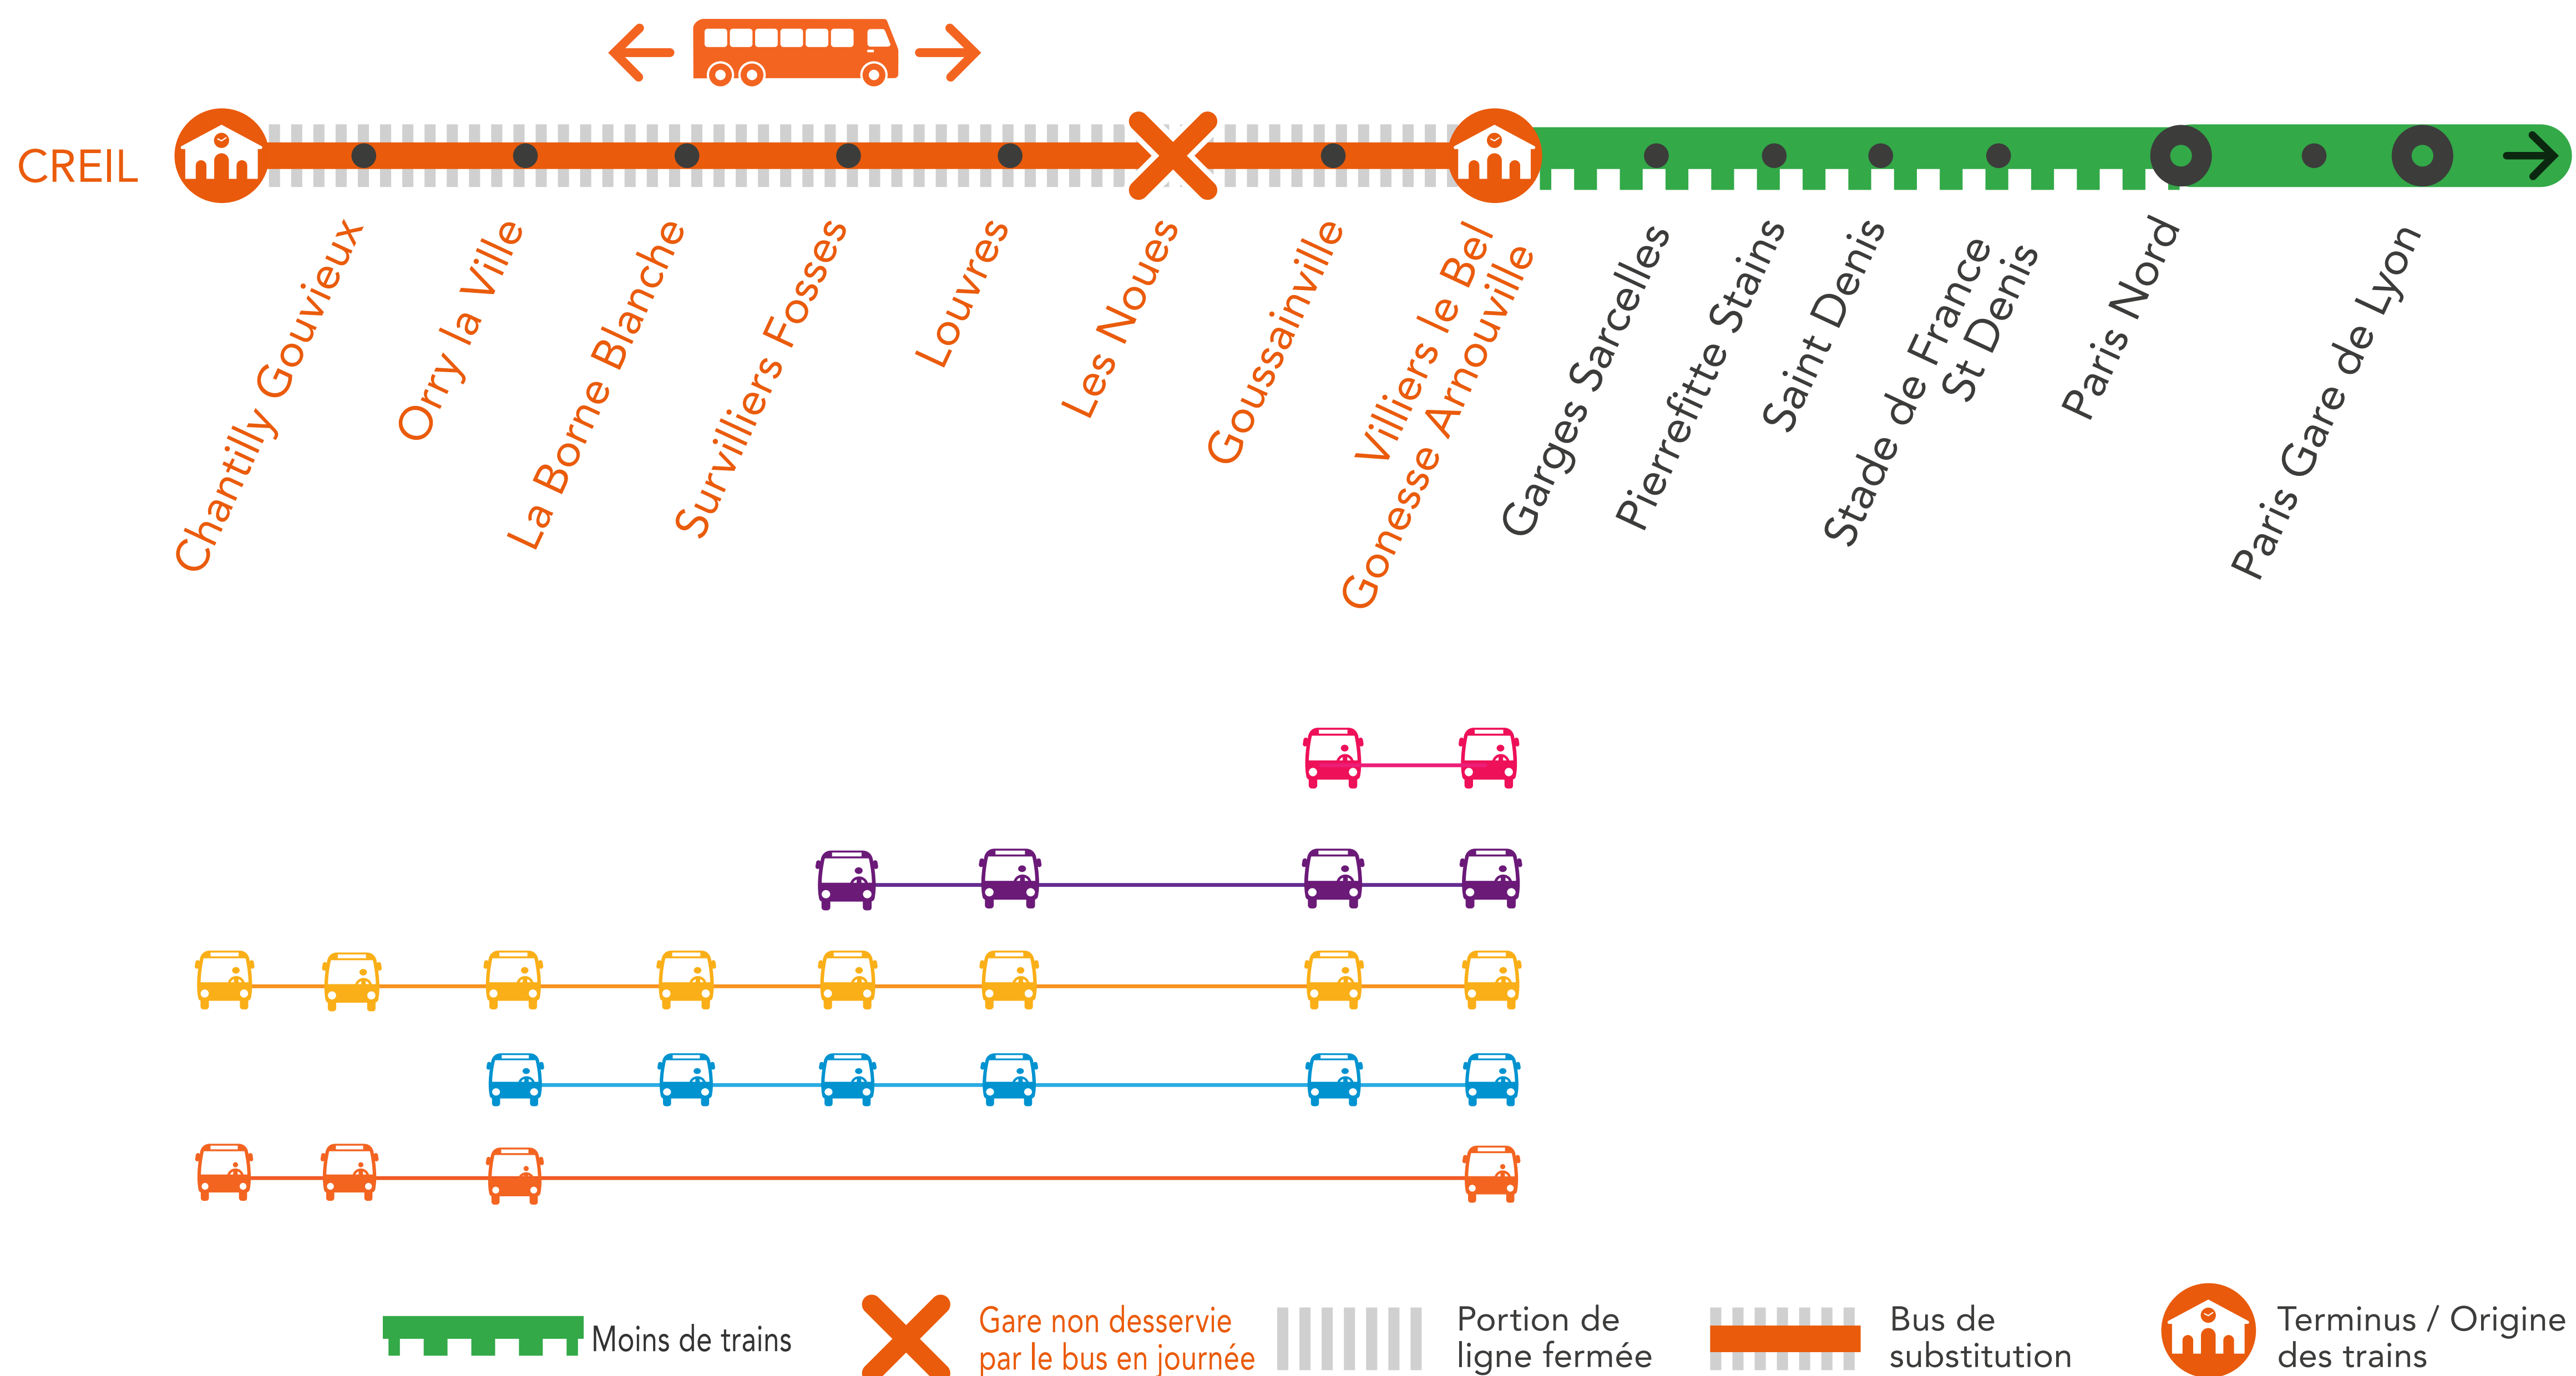 CREIL
Chantilly Gouvieux
Orry la Ville
La Borne Blanche
Survilliers Fosses
Louvres
Les Noues
Goussainville
Villiers le Bel
Gonesse Arnouville
Garges Sarcelles
Pierrefitte Stains
Saint Denis
Stade de France
St Denis
Paris Nord
Paris Gare de Lyon
Moins de trains
Gare non desservie
par le bus en journée
Portion de
ligne fermée
Bus de
substitution
Terminus / Origine
des trains